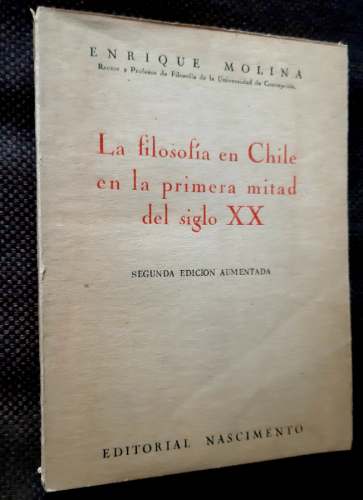 ENRIQUE MOLINA
Rector y Profesor de Filosofía de la Universidad de Concepción.
La filosofía en Chile
en la primera mitad
del siglo XX
SEGUNDA EDICION AUMENTADA
EDITORIAL NASCIMENTO